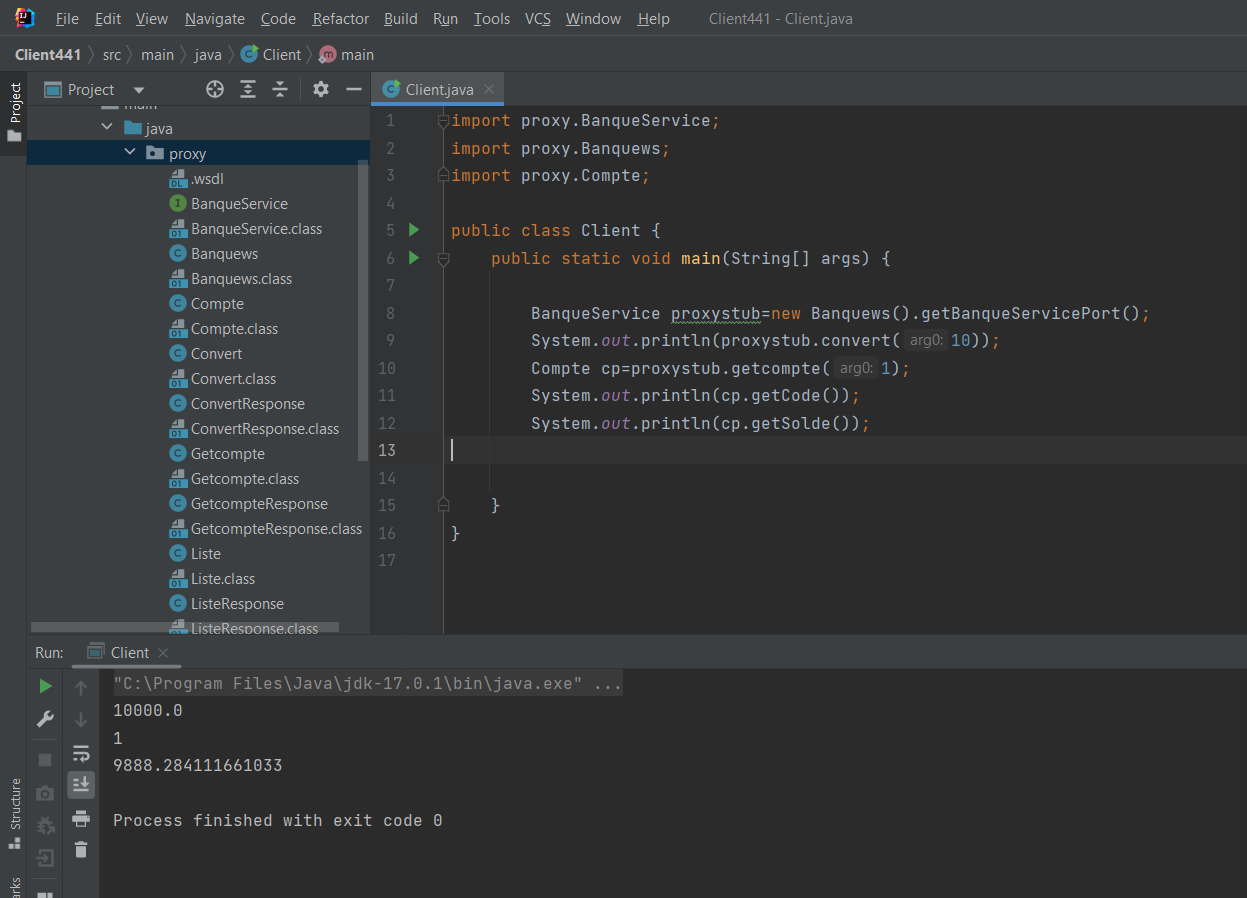 File Edit View Navigate Code Refactor Build Run Tools VCS Window Help Client441 - Client.java
Client441 src main java Client main
Project
Project
Client.java
main
java
proxy
.wsdl
BanqueService
BanqueService.class
Banquews
Banquews.class
Compte
Compte.class
Convert
Convert.class
ConvertResponse
ConvertResponse.class
Getcompte
Getcompte.class
GetcompteResponse
GetcompteResponse.class
Liste
Liste.class
ListeResponse
ListeResponse.class
1 import proxy.BanqueService;
2 import proxy.Banquews;
3 import proxy.Compte;
4
5 public class Client {
6 public static void main(String[] args) {
7
8 BanqueService proxystub=new Banquews().getBanqueServicePort();
9 System.out.println(proxystub.convert( arg0: 10));
10 Compte cp=proxystub.getcompte( arg0: 1);
11 System.out.println(cp.getCode());
12 System.out.println(cp.getSolde());
13
14
15 }
16 }
17
Run: Client
"C:\Program Files\Java\jdk-17.0.1\bin\java.exe" ...
10000.0
1
9888.284111661033
Process finished with exit code 0
Structure